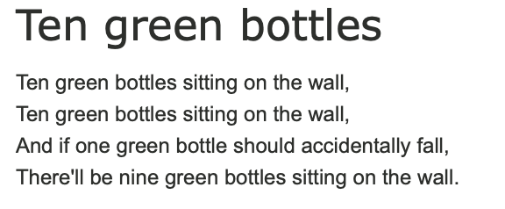 Ten green bottles
Ten green bottles sitting on the wall,
Ten green bottles sitting on the wall,
And if one green bottle should accidentally fall,
There'll be nine green bottles sitting on the wall.